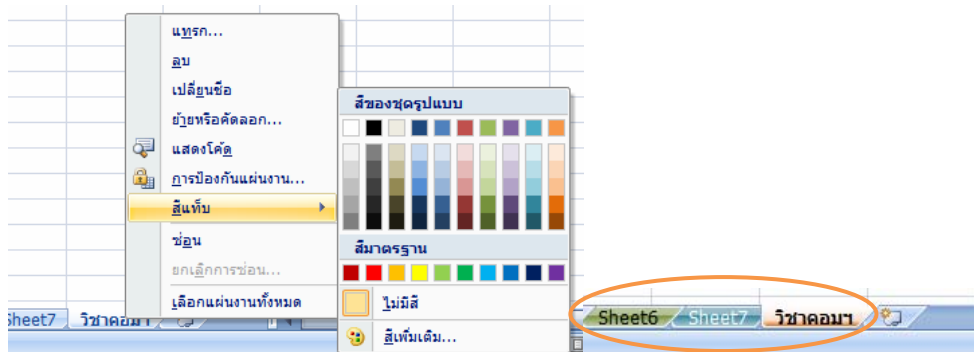 แทรก...
ลบ
เปลี่ยนชื่อ
ย้ายหรือคัดลอก...
แสดงโค้ด
การป้องกันแผ่นงาน...
สีแท็บ
ซ่อน
ยกเลิกการซ่อน...
เลือกแผ่นงานทั้งหมด
สีของชุดรูปแบบ
สีมาตรฐาน
ไม่มีสี
สีเพิ่มเติม...
Sheet7 วิชาคอมฯ
Sheet6 Sheet7 วิชาคอมฯ